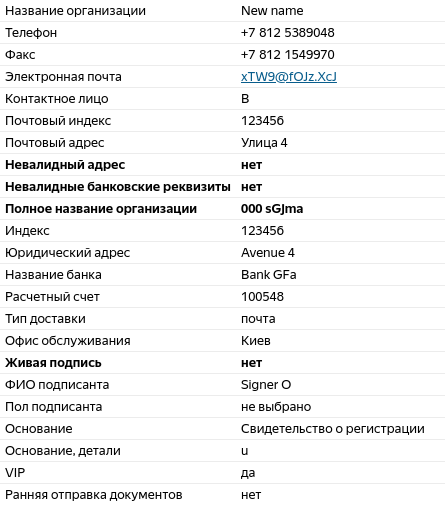 Название организации New name
Телефон +7 812 5389048
Факс +7 812 1549970
Электронная почта xTW9@fOJz.XcJ
Контактное лицо B
Почтовый индекс 123456
Почтовый адрес Улица 4
Невалидный адрес нет
Невалидные банковские реквизиты нет
Полное название организации 000 sGJma
Индекс 123456
Юридический адрес Avenue 4
Название банка Bank GFa
Расчетный счет 100548
Тип доставки почта
Офис обслуживания Киев
Живая подпись нет
ФИО подписанта Signer O
Пол подписанта не выбрано
Основание Свидетельство о регистрации
Основание, детали u
VIP да
Ранняя отправка документов нет